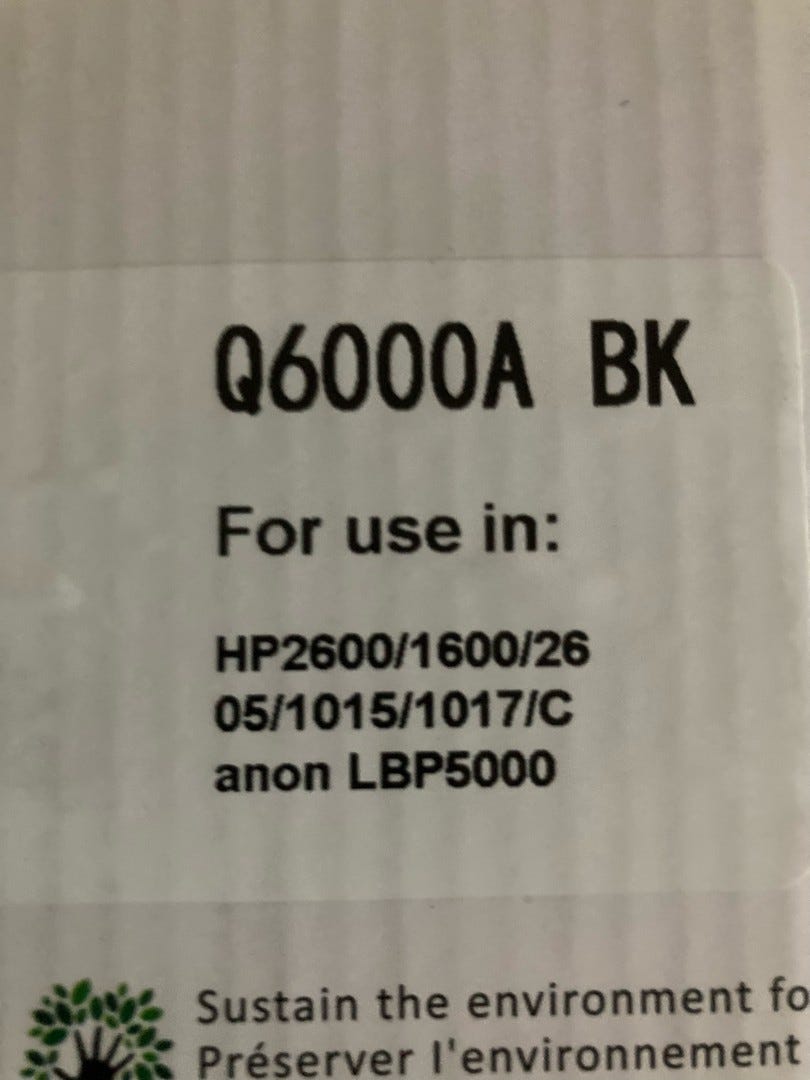 Q6000A BK
For use in:
HP2600/1600/26
05/1015/1017/C
anon LBP5000
Sustain the environment fo
Préserver l'environnement